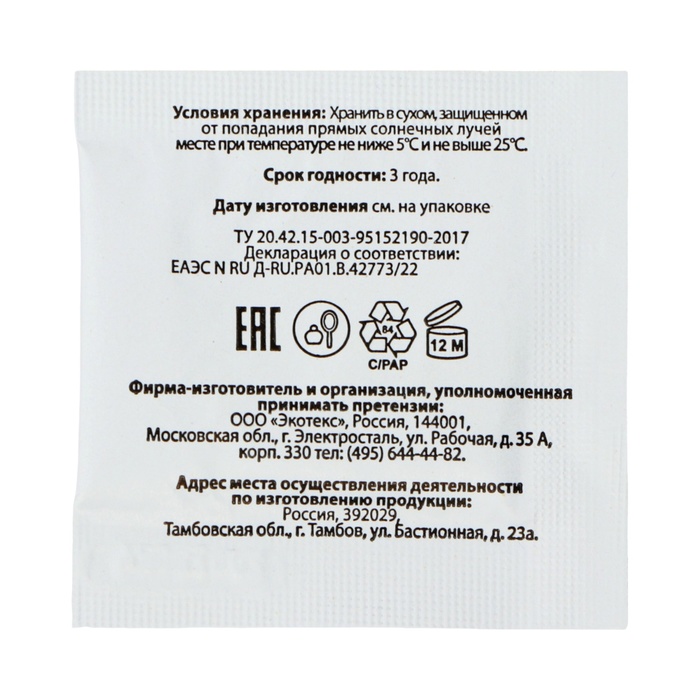 Условия хранения: Хранить в сухом, защищенном
от попадания прямых солнечных лучей
месте при температуре не ниже 5°С и не выше 25°С.
Срок годности: 3 года.
Дату изготовления см. на упаковке
ТУ 20.42.15-003-95152190-2017
Декларация о соответствии:
ЕАЭС N RU Д-RU.РА01.В.42773/22
EAC
84
C/PAP
12 M
Фирма-изготовитель и организация, уполномоченная
принимать претензии:
ООО «Экотекс», Россия, 144001,
Московская обл., г. Электросталь, ул. Рабочая, д. 35 А,
корп. 330 тел: (495) 644-44-82.
Адрес места осуществления деятельности
по изготовлению продукции:
Россия, 392029,
Тамбовская обл., г. Тамбов, ул. Бастионная, д. 23а.